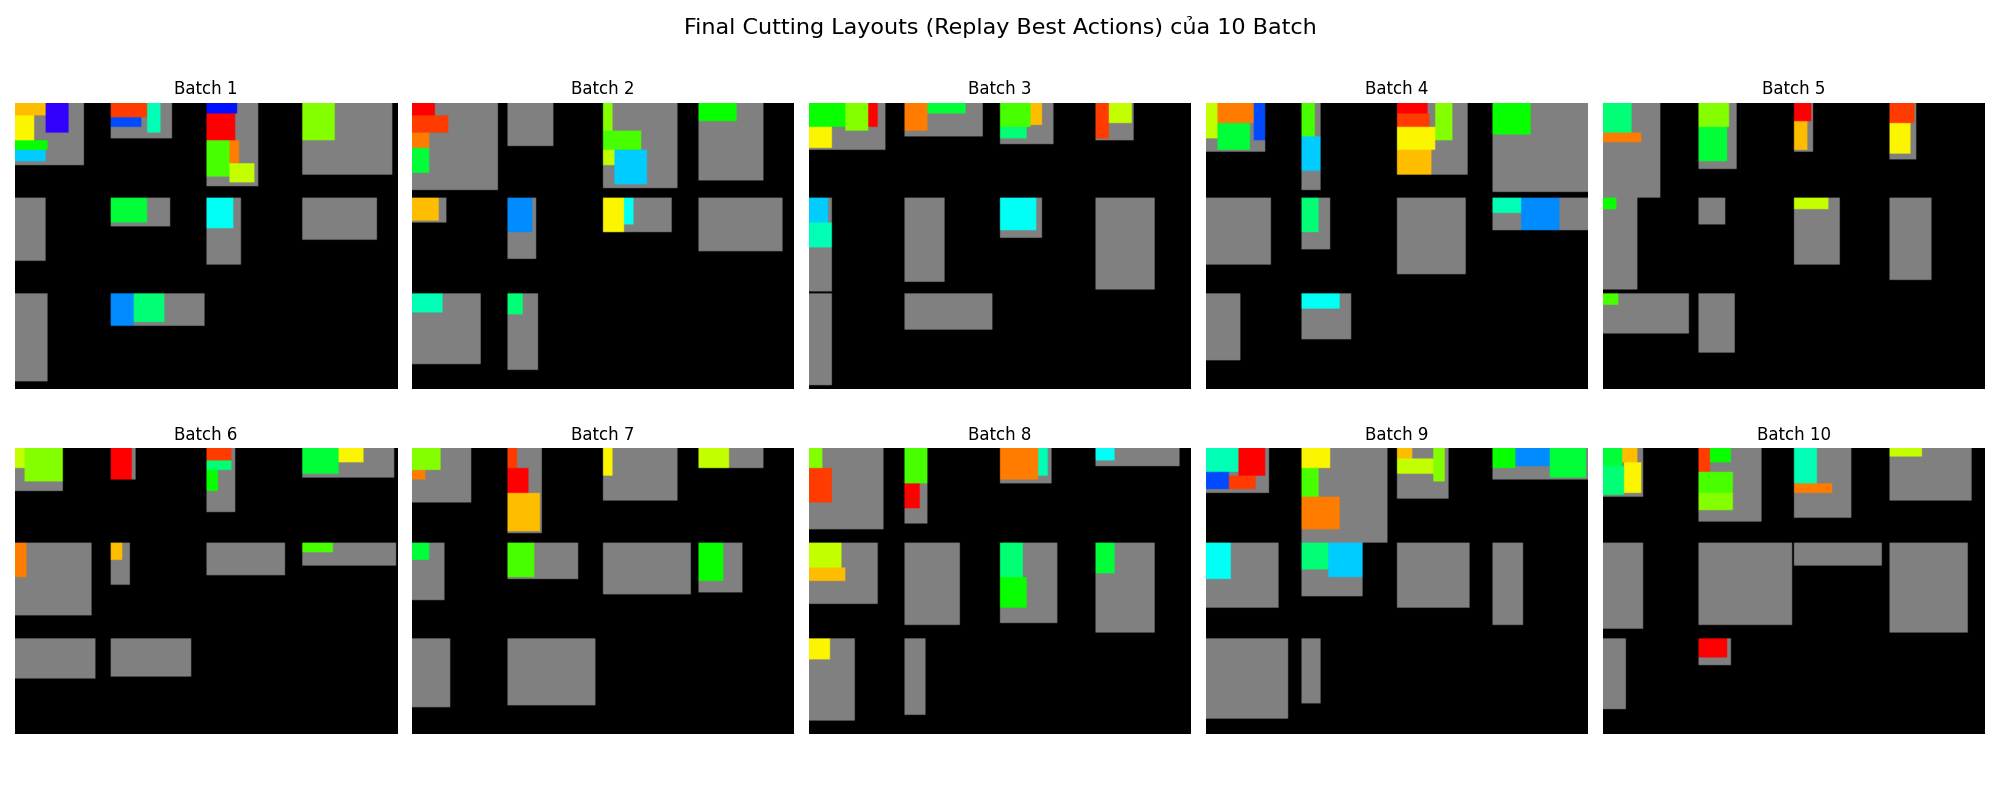 Final Cutting Layouts (Replay Best Actions) của 10 Batch
Batch 1
Batch 2
Batch 3
Batch 4
Batch 5
Batch 6
Batch 7
Batch 8
Batch 9
Batch 10